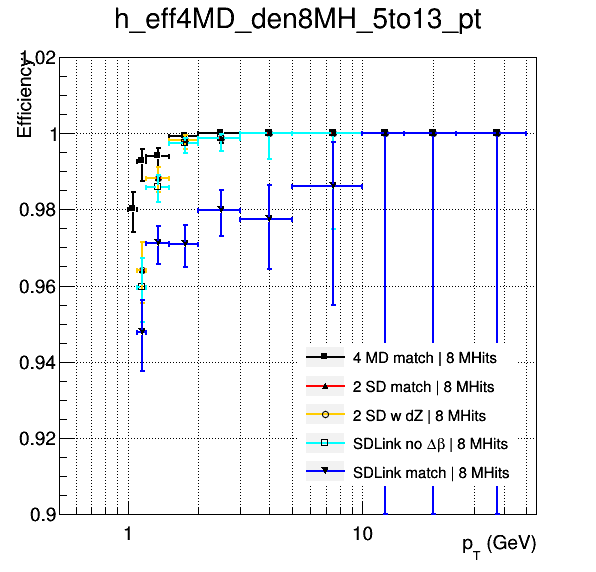 h_eff4MD_den8MH_5to13_pt
Efficiency
1.02
1
0.98
0.96
0.94
0.92
0.9
4 MD match | 8 MHits
2 SD match | 8 MHits
2 SD w dZ | 8 MHits
SDLink no Δβ | 8 MHits
SDLink match | 8 MHits
1 10
p_T (GeV)